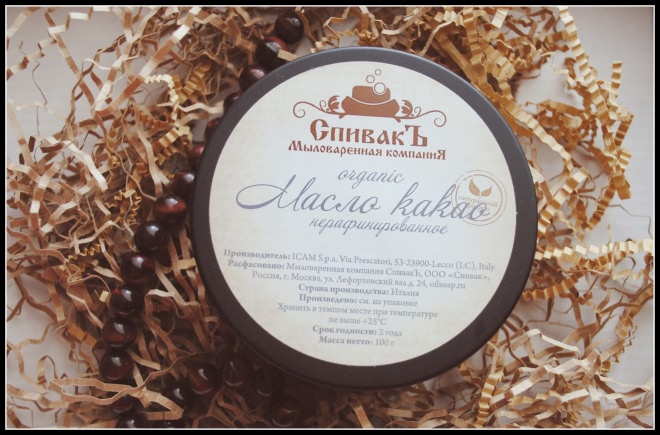 СпивакЪ
Мыловаренная компаниЯ
organic
Масло какао
нерафинированное
Производитель: ICAM S.p.a. Via Prescatori, 53-23900-Lecco (LC), Italy
Расфасовано: Мыловаренная компания СпивакЪ, ООО «Спивак»,
Россия, г. Москва, ул. Лефортовский вал д. 24, oilsoap.ru
Страна производства: Италия
Произведено: см. на упаковке
Хранить в темном месте при температуре
не выше +25°C
Срок годности: 2 года
Масса нетто: 100 г